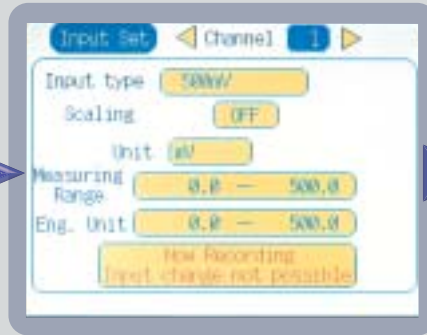 Input Set Channel 1
Input type 500mV
Scaling OFF
Unit mV
Measuring Range 0.0 — 500.0
Eng. Unit 0.0 — 500.0
Now Recording
Input change not possible